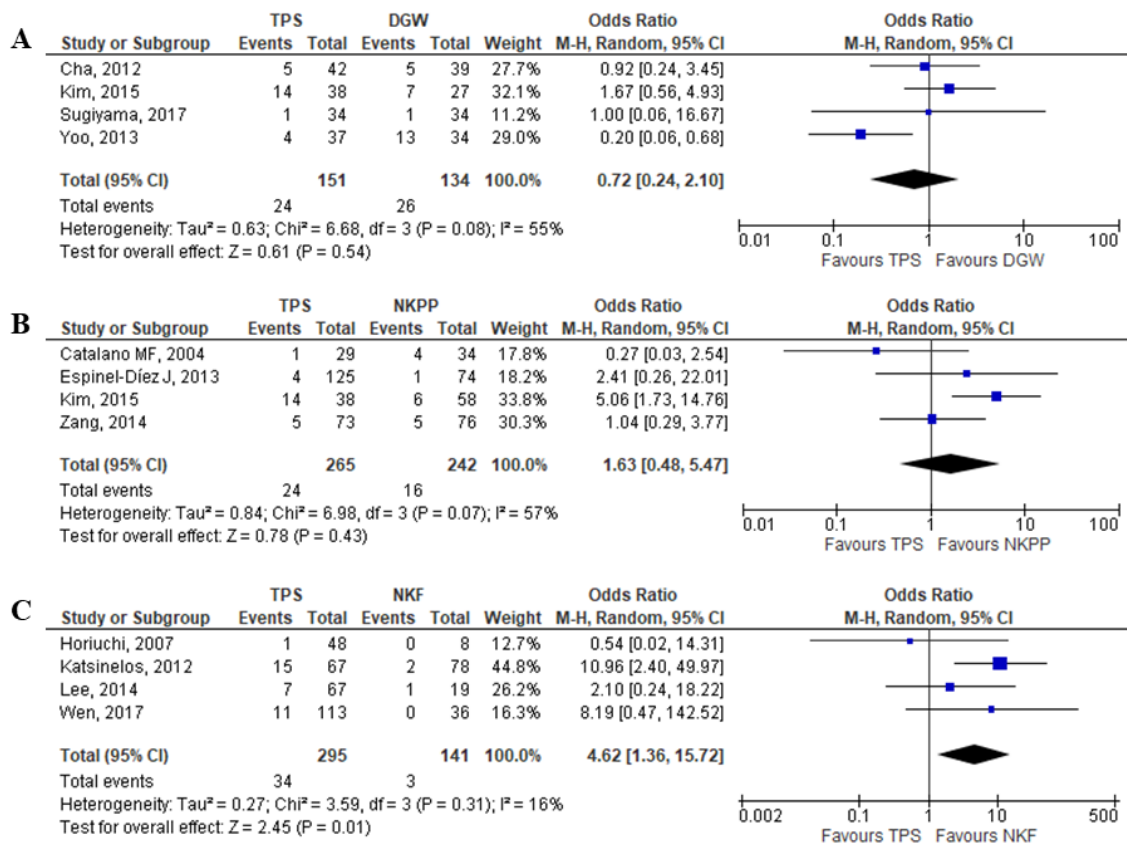 A
TPS DGW Odds Ratio Odds Ratio
Study or Subgroup Events Total Events Total Weight M-H, Random, 95% CI M-H, Random, 95% CI
Cha, 2012 5 42 5 39 27.7% 0.92 [0.24, 3.45]
Kim, 2015 14 38 7 27 32.1% 1.67 [0.56, 4.93]
Sugiyama, 2017 1 34 1 34 11.2% 1.00 [0.06, 16.67]
Yoo, 2013 4 37 13 34 29.0% 0.20 [0.06, 0.68]
Total (95% CI) 151 134 100.0% 0.72 [0.24, 2.10]
Total events 24 26
Heterogeneity: Tau² = 0.63; Chi² = 6.68, df = 3 (P = 0.08); I² = 55%
Test for overall effect: Z = 0.61 (P = 0.54)
0.01 0.1 1 10 100
Favours TPS Favours DGW
B
TPS NKPP Odds Ratio Odds Ratio
Study or Subgroup Events Total Events Total Weight M-H, Random, 95% CI M-H, Random, 95% CI
Catalano MF, 2004 1 29 4 34 17.8% 0.27 [0.03, 2.54]
Espinel-Díez J, 2013 4 125 1 74 18.2% 2.41 [0.26, 22.01]
Kim, 2015 14 38 6 58 33.8% 5.06 [1.73, 14.76]
Zang, 2014 5 73 5 76 30.3% 1.04 [0.29, 3.77]
Total (95% CI) 265 242 100.0% 1.63 [0.48, 5.47]
Total events 24 16
Heterogeneity: Tau² = 0.84; Chi² = 6.98, df = 3 (P = 0.07); I² = 57%
Test for overall effect: Z = 0.78 (P = 0.43)
0.01 0.1 1 10 100
Favours TPS Favours NKPP
C
TPS NKF Odds Ratio Odds Ratio
Study or Subgroup Events Total Events Total Weight M-H, Random, 95% CI M-H, Random, 95% CI
Horiuchi, 2007 1 48 0 8 12.7% 0.54 [0.02, 14.31]
Katsinelos, 2012 15 67 2 78 44.8% 10.96 [2.40, 49.97]
Lee, 2014 7 67 1 19 26.2% 2.10 [0.24, 18.22]
Wen, 2017 11 113 0 36 16.3% 8.19 [0.47, 142.52]
Total (95% CI) 295 141 100.0% 4.62 [1.36, 15.72]
Total events 34 3
Heterogeneity: Tau² = 0.27; Chi² = 3.59, df = 3 (P = 0.31); I² = 16%
Test for overall effect: Z = 2.45 (P = 0.01)
0.002 0.1 1 10 500
Favours TPS Favours NKF